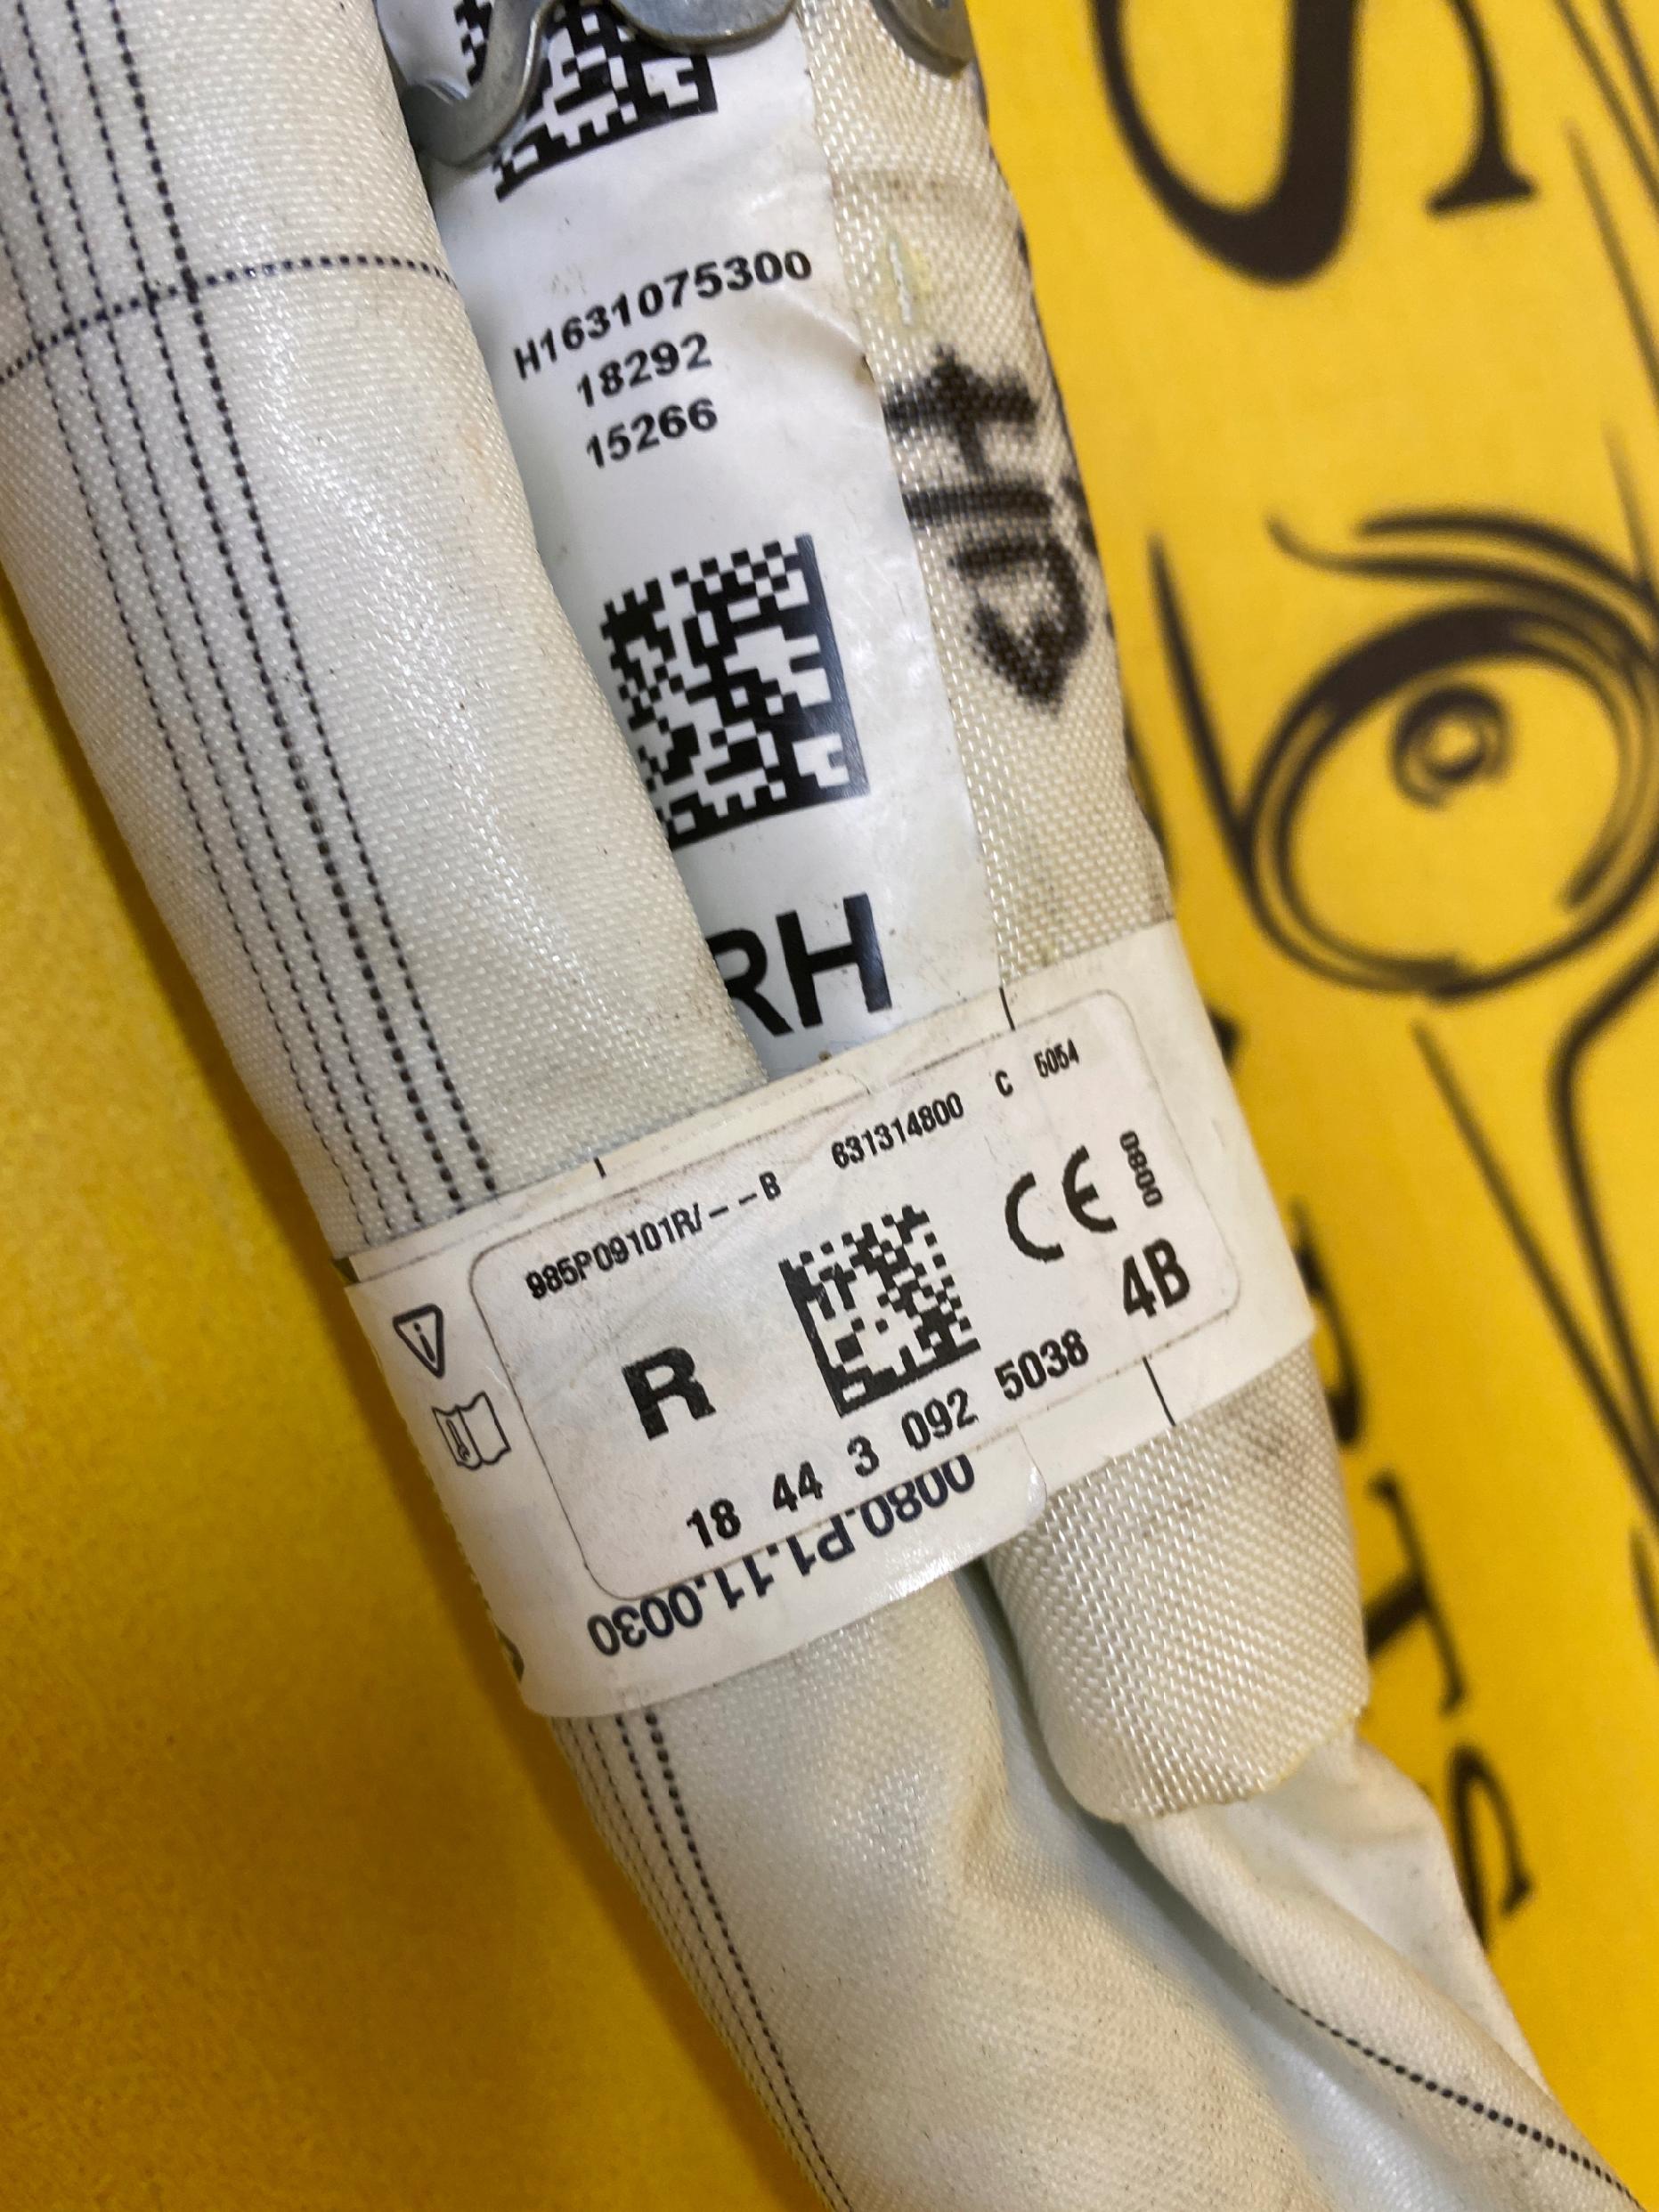 H1631075300
18292
15266
RH
985P09101R/--B 631314800 C 5054
CE 0080
R
4B
18 44 3 092 5038
0080.P1.11.0030